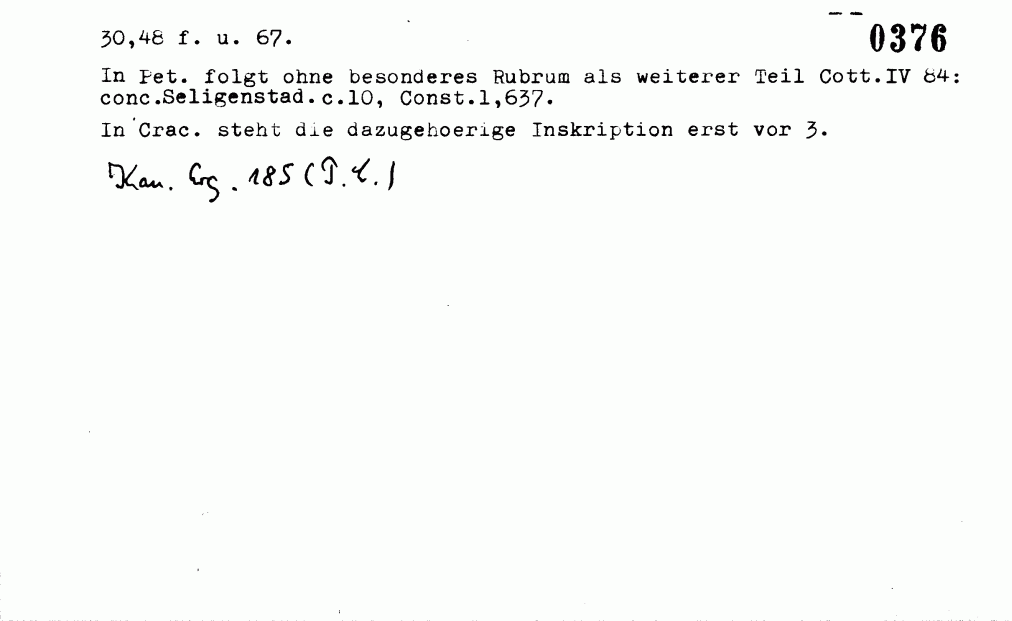 30,48 f. u. 67.
0376
In Pet. folgt ohne besonderes Rubrum als weiterer Teil Cott.IV 84:
conc.Seligenstad.c.10, Const.1,637.
In Crac. steht die dazugehoerige Inskription erst vor 3.
Kan. Erg. 185 (P. L.)